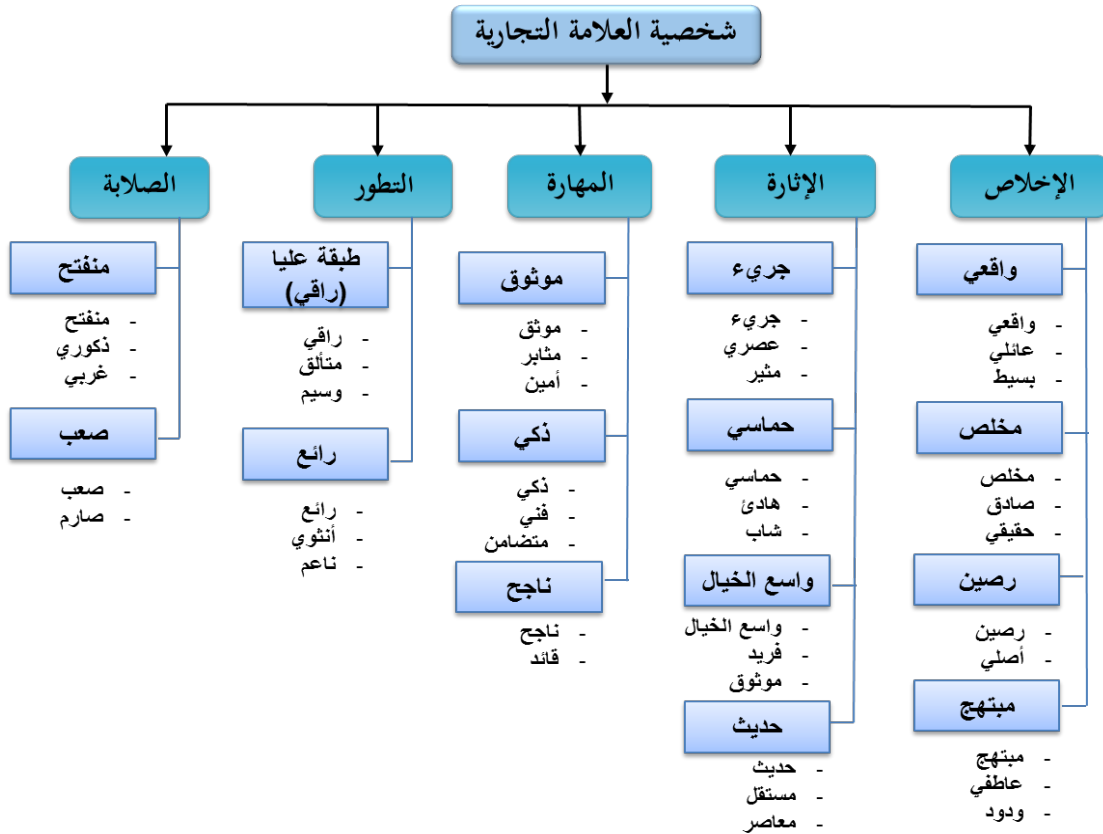 شخصية العلامة التجارية
الإخلاص
واقعي
- واقعي
- عائلي
- بسيط
مخلص
- مخلص
- صادق
- حقيقي
رصين
- رصين
- أصلي
مبتهج
- مبتهج
- عاطفي
- ودود
الإثارة
جريء
- جريء
- عصري
- مثير
حماسي
- حماسي
- هادئ
- شاب
واسع الخيال
- واسع الخيال
- فريد
- موثوق
حديث
- حديث
- مستقل
- معاصر
المهارة
موثوق
- موثق
- مثابر
- أمين
ذكي
- ذكي
- فني
- متضامن
ناجح
- ناجح
- قائد
التطور
طبقة عليا
(راقي)
- راقي
- متألق
- وسيم
رائع
- رائع
- أنثوي
- ناعم
الصلابة
منفتح
- منفتح
- ذكوري
- غربي
صعب
- صعب
- صارم